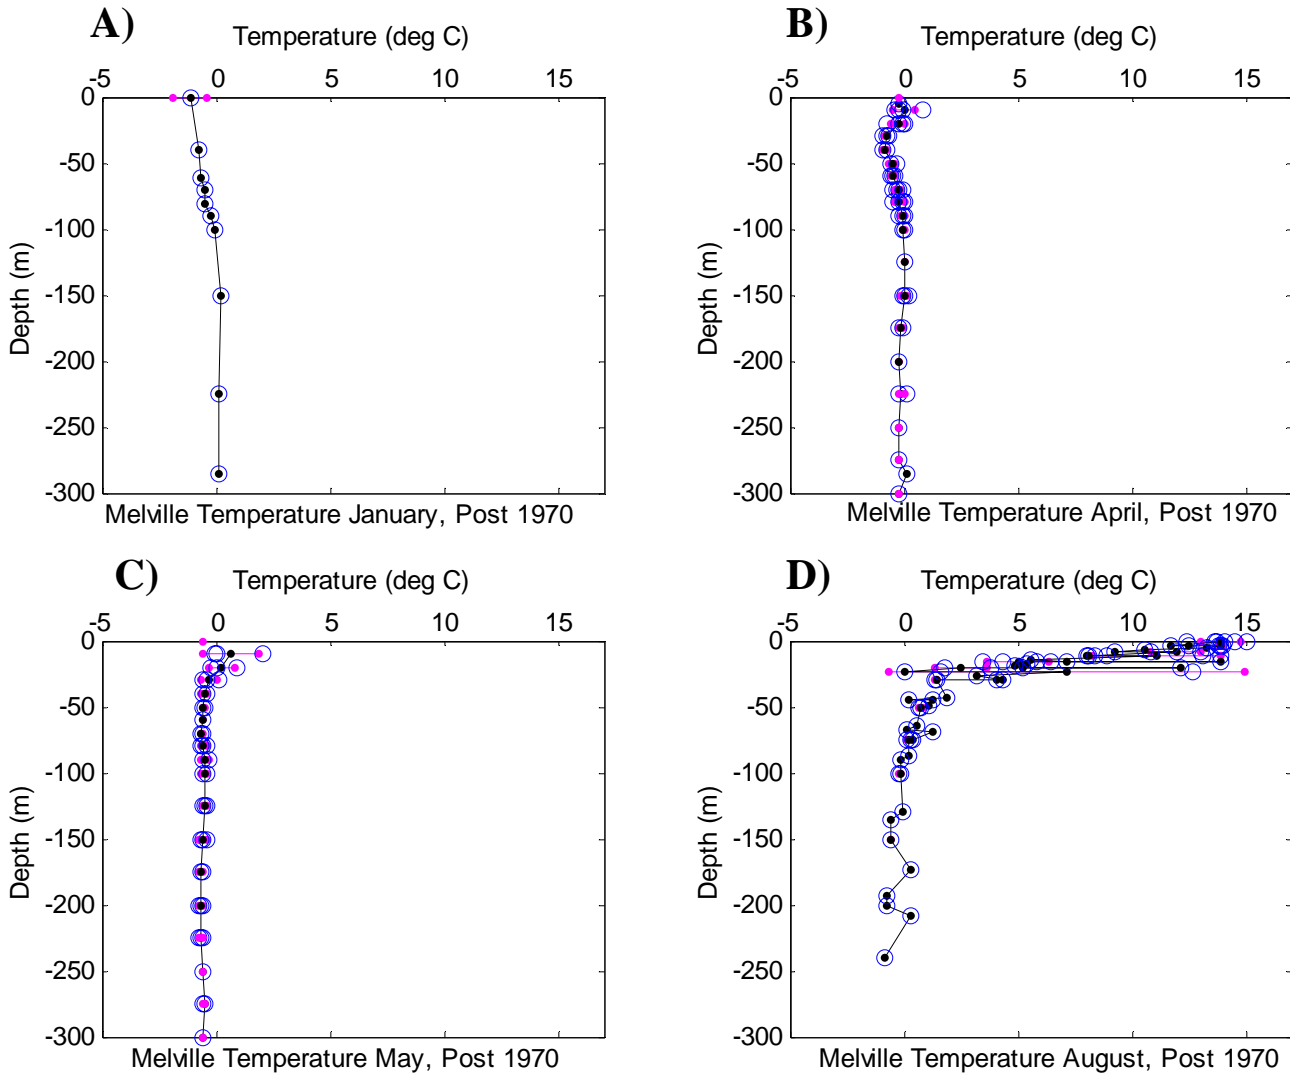 A)
Temperature (deg C)
-5 0 5 10 15
0
-50
-100
-150
-200
-250
-300
Depth (m)
Melville Temperature January, Post 1970
B)
Temperature (deg C)
-5 0 5 10 15
0
-50
-100
-150
-200
-250
-300
Depth (m)
Melville Temperature April, Post 1970
C)
Temperature (deg C)
-5 0 5 10 15
0
-50
-100
-150
-200
-250
-300
Depth (m)
Melville Temperature May, Post 1970
D)
Temperature (deg C)
-5 0 5 10 15
0
-50
-100
-150
-200
-250
-300
Depth (m)
Melville Temperature August, Post 1970